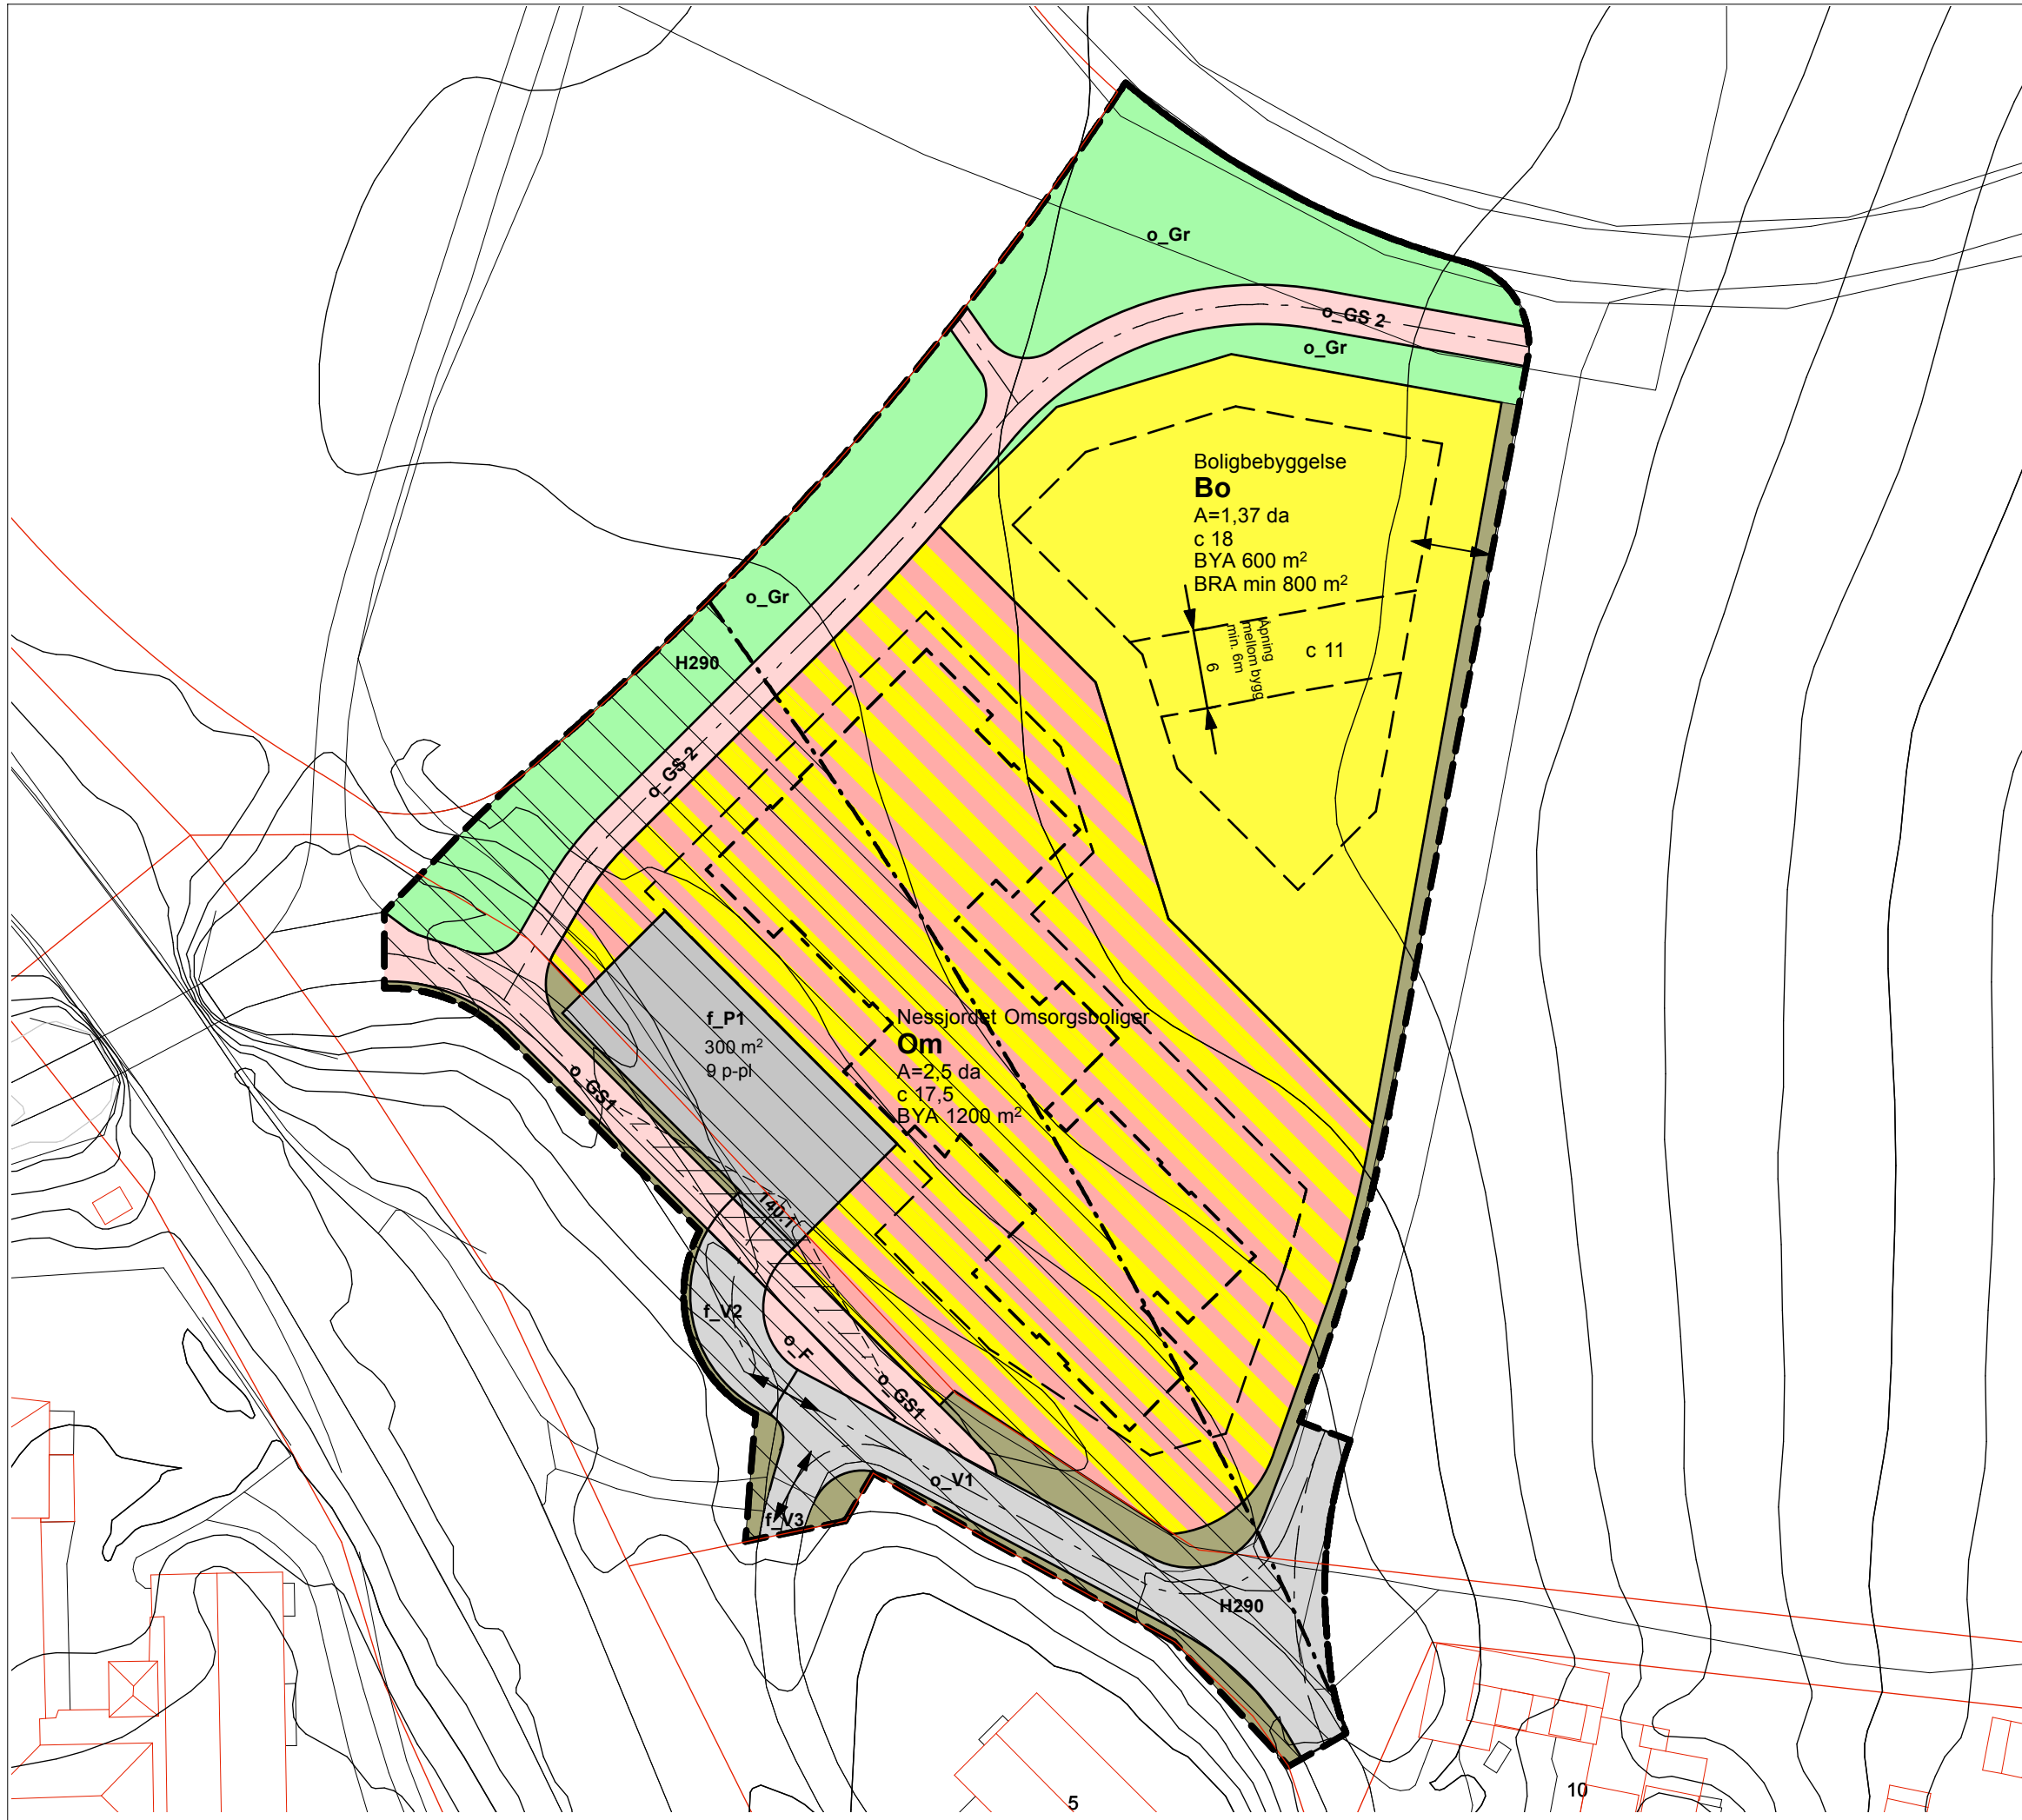 o_Gr
o_GS 2
o_Gr
Boligbebyggelse
Bo
A=1,37 da
c 18
BYA 600 m²
BRA min 800 m²
Åpning
mellom bygg
min. 6m
6
c 11
o_Gr
H290
o_GS 2
f_P1
300 m²
9 p-pl
Nessjordet Omsorgsboliger
Om
A=2,5 da
c 17,5
BYA 1200 m²
o_GS1
140.1
f_V2
o_F
o_GS1
o_V1
f_V3
H290
10
5